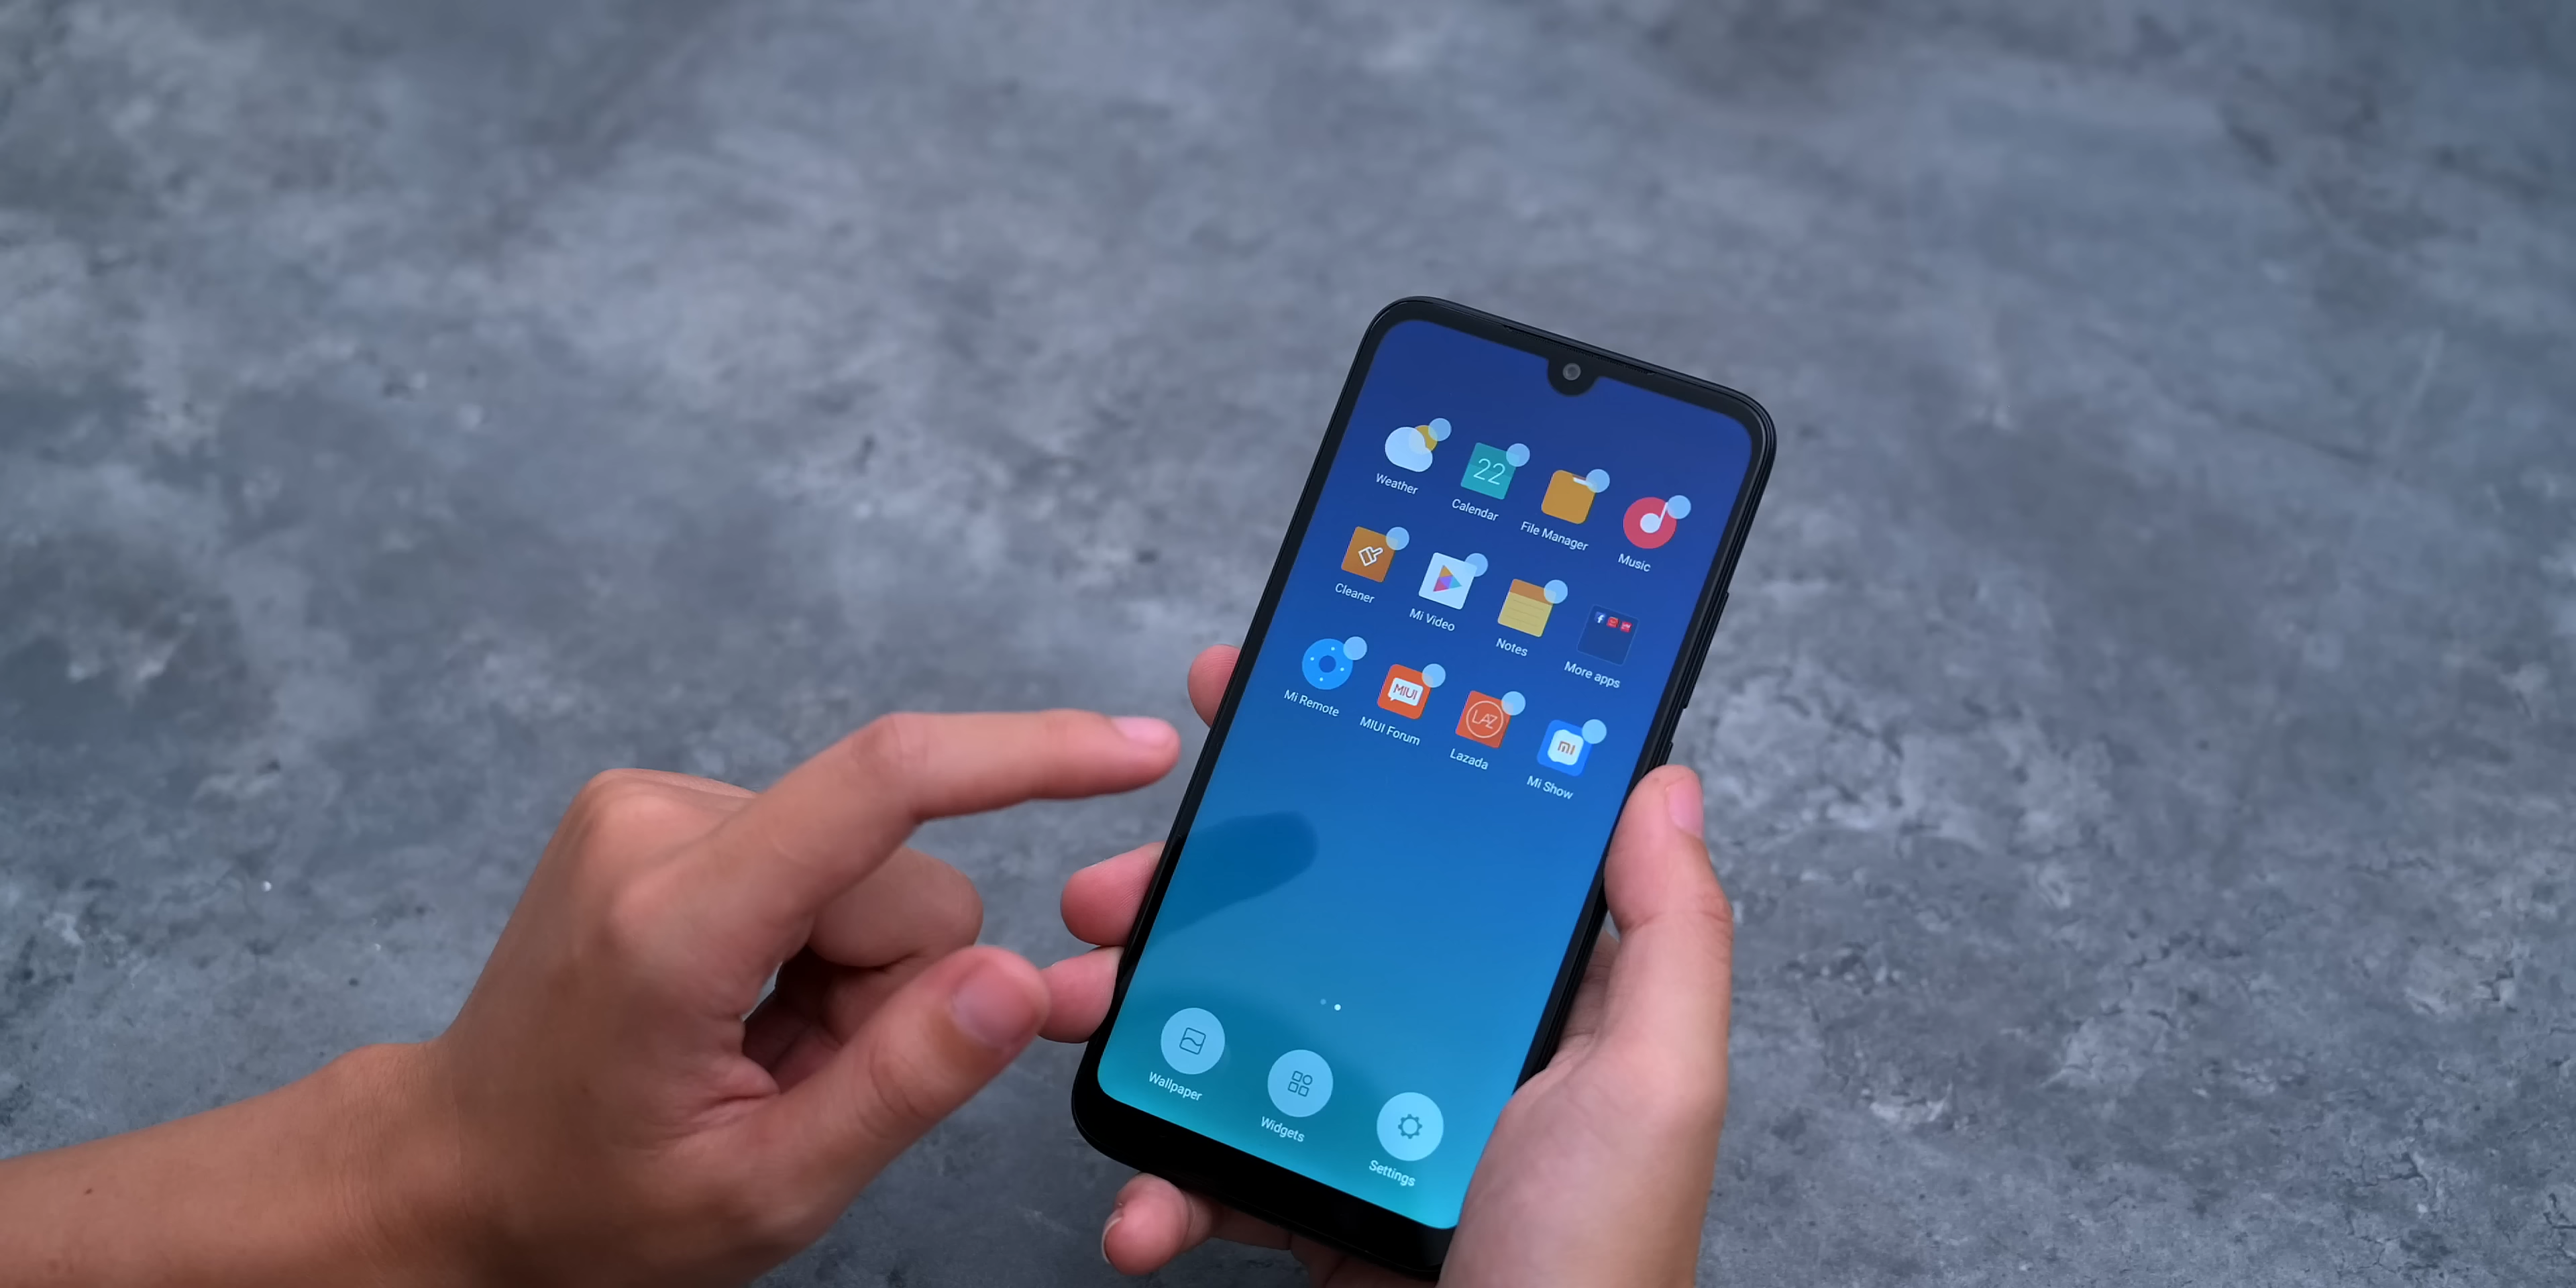 22
Weather
Calendar
File Manager
Music
Cleaner
Mi Video
Notes
More apps
MIUI
LAZ
mi
Mi Remote
MIUI Forum
Lazada
Mi Show
Wallpaper
Widgets
Settings